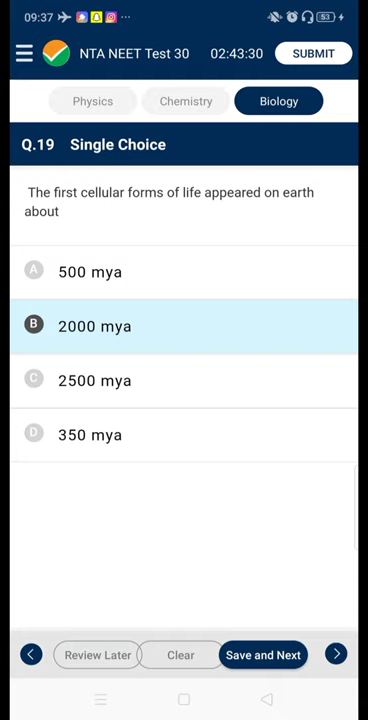 09:37
53
NTA NEET Test 30 02:43:30 SUBMIT
Physics Chemistry Biology
Q.19 Single Choice
The first cellular forms of life appeared on earth
about
A 500 mya
B 2000 mya
C 2500 mya
D 350 mya
Review Later Clear Save and Next